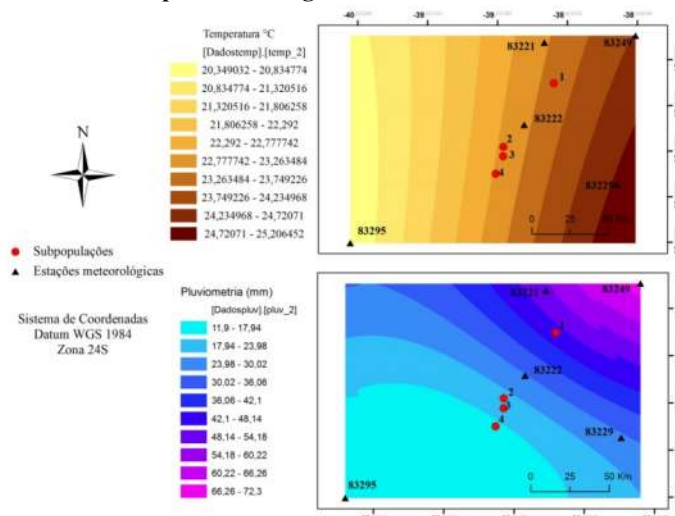 Temperatura °C
[Dadostemp].[temp_2]
20,349032 - 20,834774
20,834774 - 21,320516
21,320516 - 21,806258
21,806258 - 22,292
22,292 - 22,777742
22,777742 - 23,263484
23,263484 - 23,749226
23,749226 - 24,234968
24,234968 - 24,72071
24,72071 - 25,206452
-40
-39
-39
-38
-38
83221
83249
1
83222
2
3
4
0
25
83295
N
Subpopulações
Estações meteorológicas
Sistema de Coordenadas
Datum WGS 1984
Zona 24S
Pluviometria (mm)
[Dadospluv].[pluv_2]
11,9 - 17,94
17,94 - 23,98
23,98 - 30,02
30,02 - 36,06
36,06 - 42,1
42,1 - 48,14
48,14 - 54,18
54,18 - 60,22
60,22 - 66,26
66,26 - 72,3
83221
83249
1
83222
2
3
4
83229
0 25 50 Km
83295